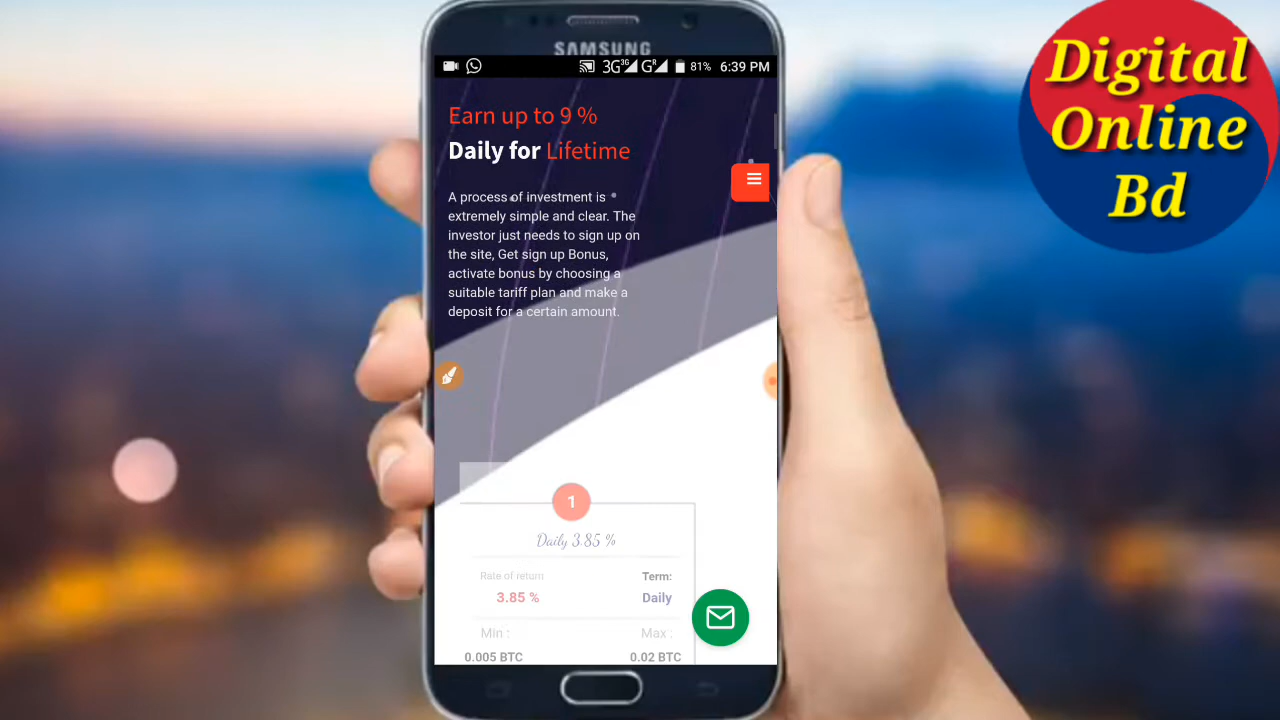 SAMSUNG
3G 3G G R 81% 6:39 PM
Earn up to 9 %
Daily for Lifetime
A process of investment is
extremely simple and clear. The
investor just needs to sign up on
the site, Get sign up Bonus,
activate bonus by choosing a
suitable tariff plan and make a
deposit for a certain amount.
1
Daily 3.85 %
Rate of return Term:
3.85 % Daily
Min : Max :
0.005 BTC 0.02 BTC
Digital
Online
Bd